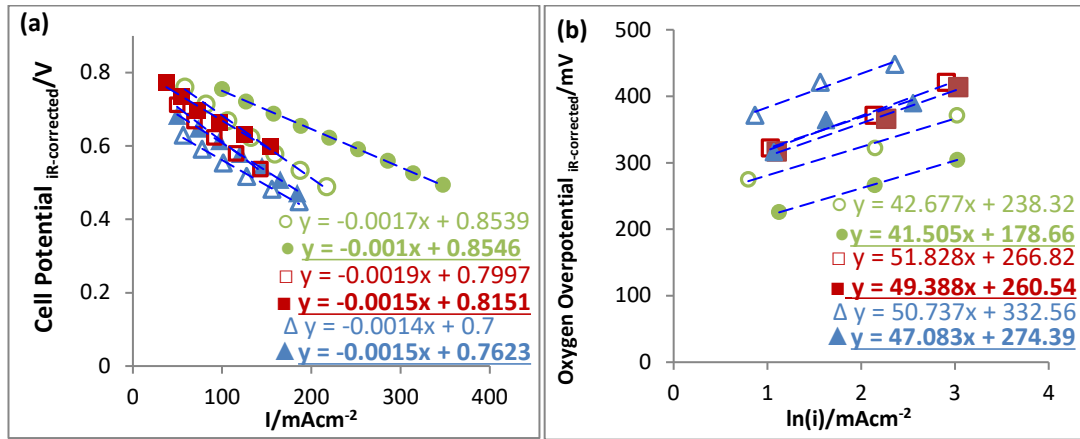 (a)
Cell Potential iR-corrected/V
0.8
0.6
0.4
0.2
0
0
100
200
300
400
I/mAcm-2
y = -0.0017x + 0.8539
y = -0.001x + 0.8546
y = -0.0019x + 0.7997
y = -0.0015x + 0.8151
y = -0.0014x + 0.7
y = -0.0015x + 0.7623
(b)
Oxygen Overpotential iR-corrected/mV
500
400
300
200
100
0
0
1
2
3
4
ln(i)/mAcm-2
y = 42.677x + 238.32
y = 41.505x + 178.66
y = 51.828x + 266.82
y = 49.388x + 260.54
y = 50.737x + 332.56
y = 47.083x + 274.39